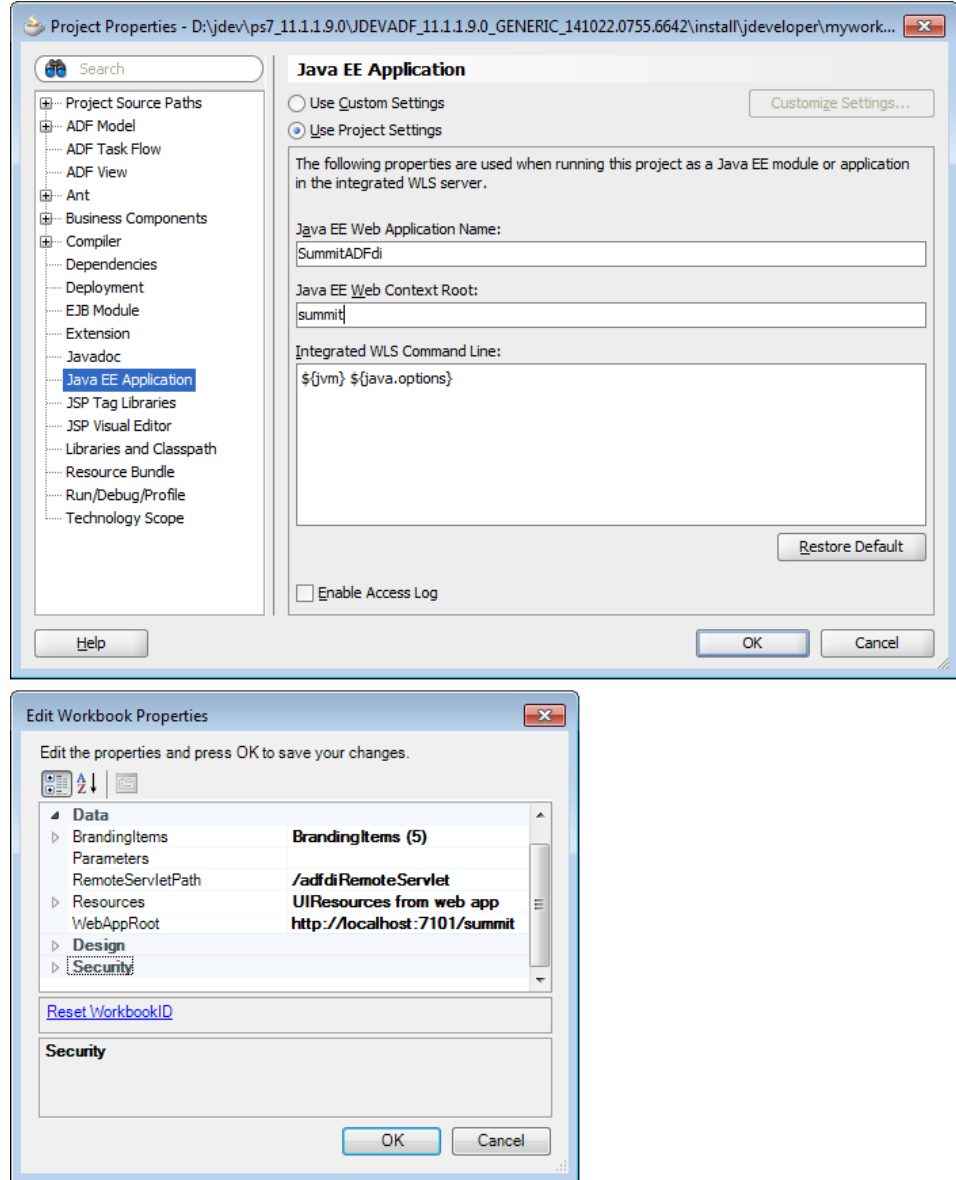 Project Properties - D:\jdev\ps7_11.1.1.9.0\JDEVADF_11.1.1.9.0_GENERIC_141022.0755.6642\install\jdeveloper\mywork...
Search
Project Source Paths
ADF Model
ADF Task Flow
ADF View
Ant
Business Components
Compiler
Dependencies
Deployment
EJB Module
Extension
Javadoc
Java EE Application
JSP Tag Libraries
JSP Visual Editor
Libraries and Classpath
Resource Bundle
Run/Debug/Profile
Technology Scope
Java EE Application
Use Custom Settings
Customize Settings...
Use Project Settings
The following properties are used when running this project as a Java EE module or application
in the integrated WLS server.
Java EE Web Application Name:
SummitADFdi
Java EE Web Context Root:
summit
Integrated WLS Command Line:
${jvm} ${java.options}
Restore Default
Enable Access Log
Help
OK
Cancel
Edit Workbook Properties
Edit the properties and press OK to save your changes.
Data
BrandingItems BrandingItems (5)
Parameters
RemoteServletPath /adfdiRemoteServlet
Resources UIResources from web app
WebAppRoot http://localhost:7101/summit
Design
Security
Reset WorkbookID
Security
OK
Cancel